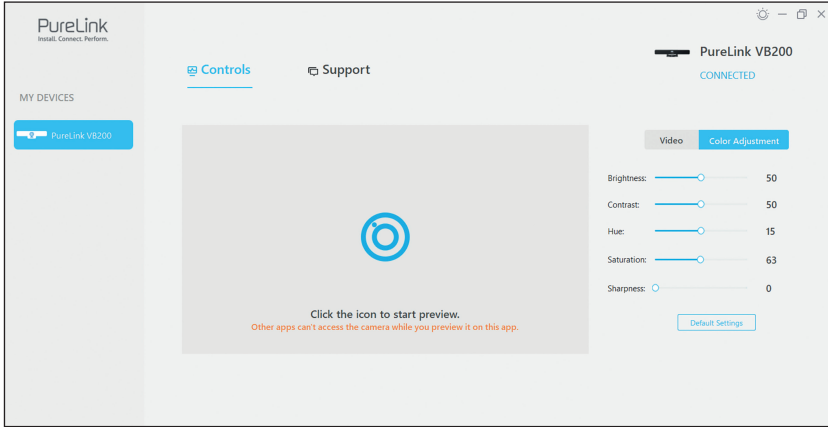 PureLink
Install. Connect. Perform.
MY DEVICES
PureLink VB200
Controls
Support
PureLink VB200
CONNECTED
Click the icon to start preview.
Other apps can't access the camera while you preview it on this app.
Video
Color Adjustment
Brightness: 50
Contrast: 50
Hue: 15
Saturation: 63
Sharpness: 0
Default Settings